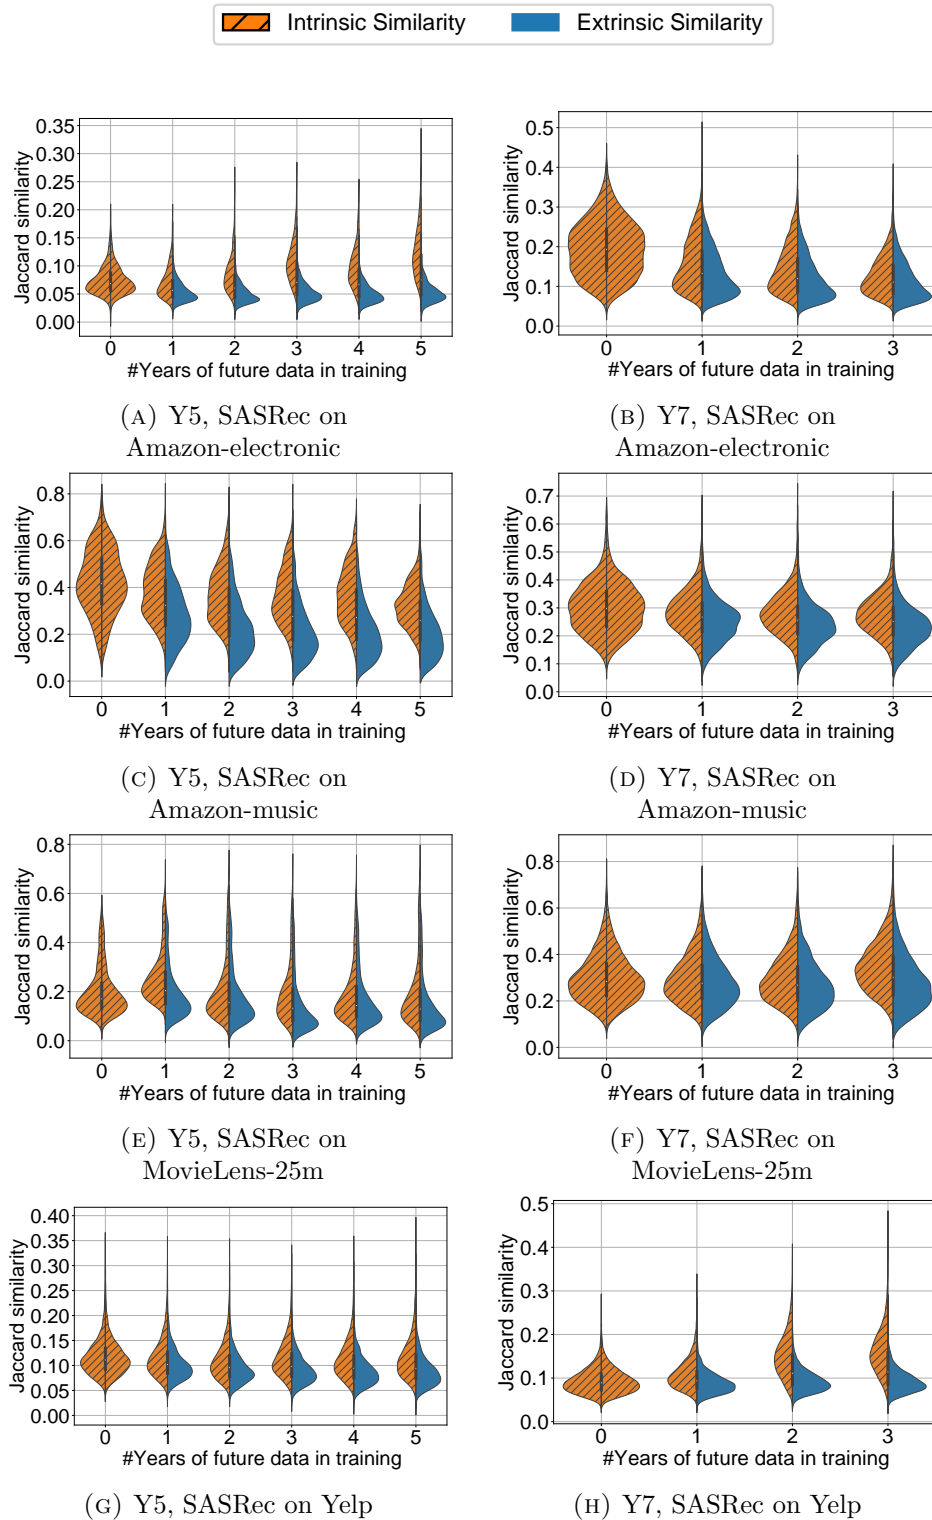 Intrinsic Similarity Extrinsic Similarity
Jaccard similarity
0.35
0.30
0.25
0.20
0.15
0.10
0.05
0.00
0 1 2 3 4 5
#Years of future data in training
(A) Y5, SASRec on
Amazon-electronic
Jaccard similarity
0.5
0.4
0.3
0.2
0.1
0.0
0 1 2 3
#Years of future data in training
(B) Y7, SASRec on
Amazon-electronic
Jaccard similarity
0.8
0.6
0.4
0.2
0.0
0 1 2 3 4 5
#Years of future data in training
(C) Y5, SASRec on
Amazon-music
Jaccard similarity
0.7
0.6
0.5
0.4
0.3
0.2
0.1
0.0
0 1 2 3
#Years of future data in training
(D) Y7, SASRec on
Amazon-music
Jaccard similarity
0.8
0.6
0.4
0.2
0.0
0 1 2 3 4 5
#Years of future data in training
(E) Y5, SASRec on
MovieLens-25m
Jaccard similarity
0.8
0.6
0.4
0.2
0.0
0 1 2 3
#Years of future data in training
(F) Y7, SASRec on
MovieLens-25m
Jaccard similarity
0.40
0.35
0.30
0.25
0.20
0.15
0.10
0.05
0.00
0 1 2 3 4 5
#Years of future data in training
(G) Y5, SASRec on Yelp
Jaccard similarity
0.5
0.4
0.3
0.2
0.1
0.0
0 1 2 3
#Years of future data in training
(H) Y7, SASRec on Yelp